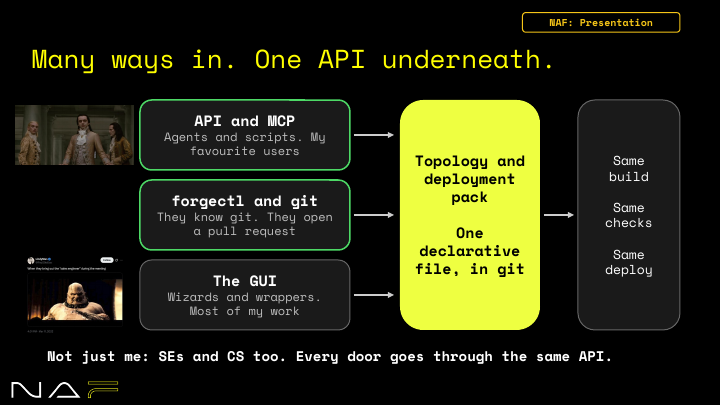 NAF: Presentation
Many ways in. One API underneath.
API and MCP
Agents and scripts. My
favourite users
forgectl and git
They know git. They open
a pull request
The GUI
Wizards and wrappers.
Most of my work
Topology and
deployment
pack
One
declarative
file, in git
Same
build
Same
checks
Same
deploy
Not just me: SEs and CS too. Every door goes through the same API.
NAF